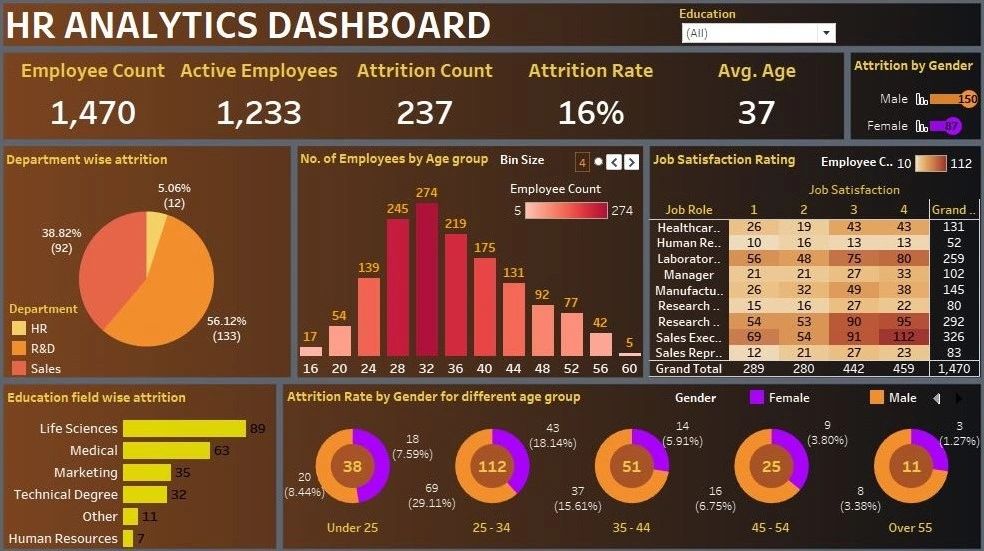 HR ANALYTICS DASHBOARD
Education
(All)
Employee Count Active Employees Attrition Count Attrition Rate Avg. Age
1,470 1,233 237 16% 37
Attrition by Gender
Male 150
Female 87
Department wise attrition
5.06%
(12)
38.82%
(92)
56.12%
(133)
Department
HR
R&D
Sales
No. of Employees by Age group Bin Size 4
Employee Count
5 274
17 54 139 245 274 219 175 131 92 77 42 5
16 20 24 28 32 36 40 44 48 52 56 60
Job Satisfaction Rating Employee C.. 10 112
Job Satisfaction
Job Role 1 2 3 4 Grand ..
Healthcar.. 26 19 43 43 131
Human Re.. 10 16 13 13 52
Laborator.. 56 48 75 80 259
Manager 21 21 27 33 102
Manufactu.. 26 32 49 38 145
Research .. 15 16 27 22 80
Research .. 54 53 90 95 292
Sales Exec.. 69 54 91 112 326
Sales Repr.. 12 21 27 23 83
Grand Total 289 280 442 459 1,470
Education field wise attrition
Life Sciences 89
Medical 63
Marketing 35
Technical Degree 32
Other 11
Human Resources 7
Attrition Rate by Gender for different age group Gender Female Male
38
18
(7.59%)
20
(8.44%)
Under 25
112
43
(18.14%)
69
(29.11%)
25 - 34
51
14
(5.91%)
37
(15.61%)
35 - 44
25
9
(3.80%)
16
(6.75%)
45 - 54
11
3
(1.27%)
8
(3.38%)
Over 55